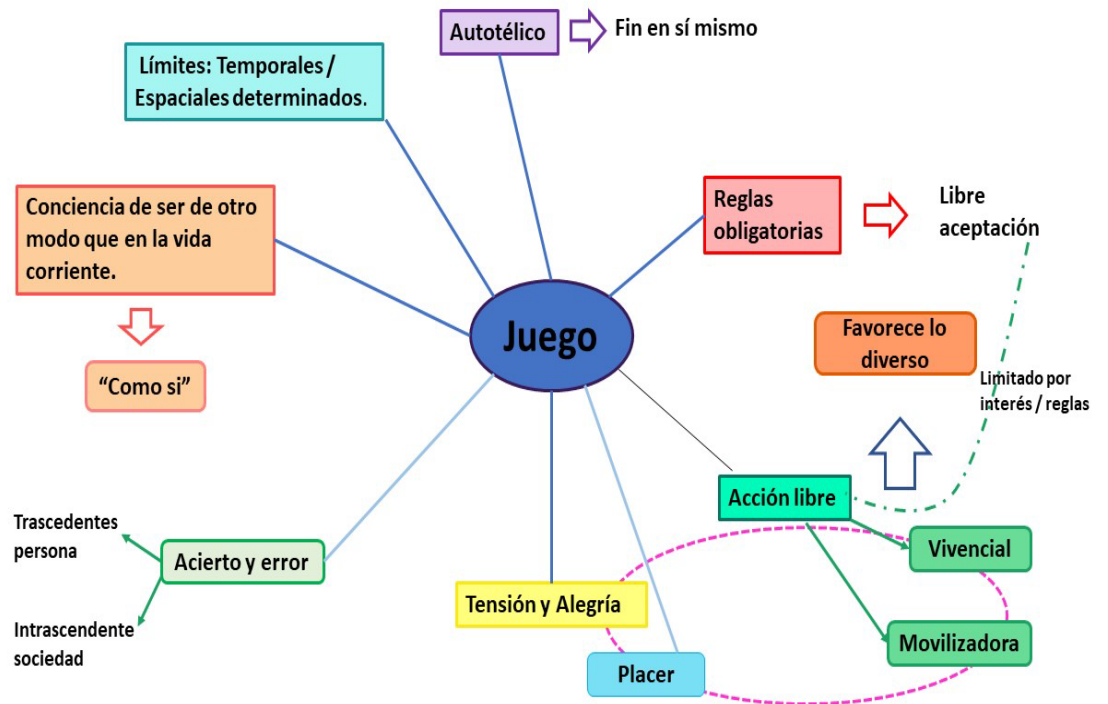 Autotélico
Fin en sí mismo
Límites: Temporales /
Espaciales determinados.
Conciencia de ser de otro
modo que en la vida
corriente.
Reglas
obligatorias
Libre
aceptación
Juego
Favorece lo
diverso
“Como si”
Limitado por
interés / reglas
Acción libre
Trascedentes
persona
Acierto y error
Vivencial
Tensión y Alegría
Intrascendente
sociedad
Movilizadora
Placer